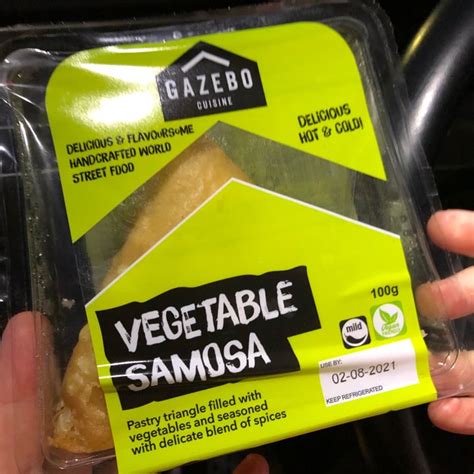 GAZEBO
CUISINE
DELICIOUS & FLAVOURSOME
HANDCRAFTED WORLD
STREET FOOD
DELICIOUS
HOT & COLD!
VEGETABLE
SAMOSA
100g
mild
Pastry triangle filled with
vegetables and seasoned
with delicate blend of spices
USE BY:
02-08-2021
KEEP REFRIGERATED